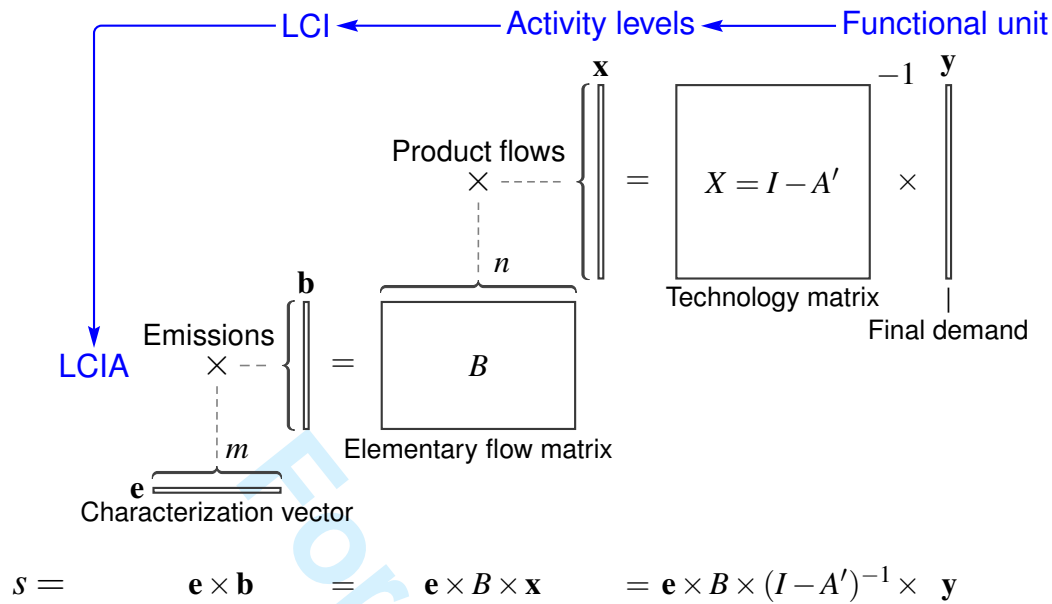 LCI Activity levels Functional unit
x −1 y
Product flows
× = X = I − A′ ×
n
b Technology matrix
Emissions Final demand
LCIA × = B
m Elementary flow matrix
e
Characterization vector
For
s = e × b = e × B × x = e × B × (I − A′)⁻¹ × y